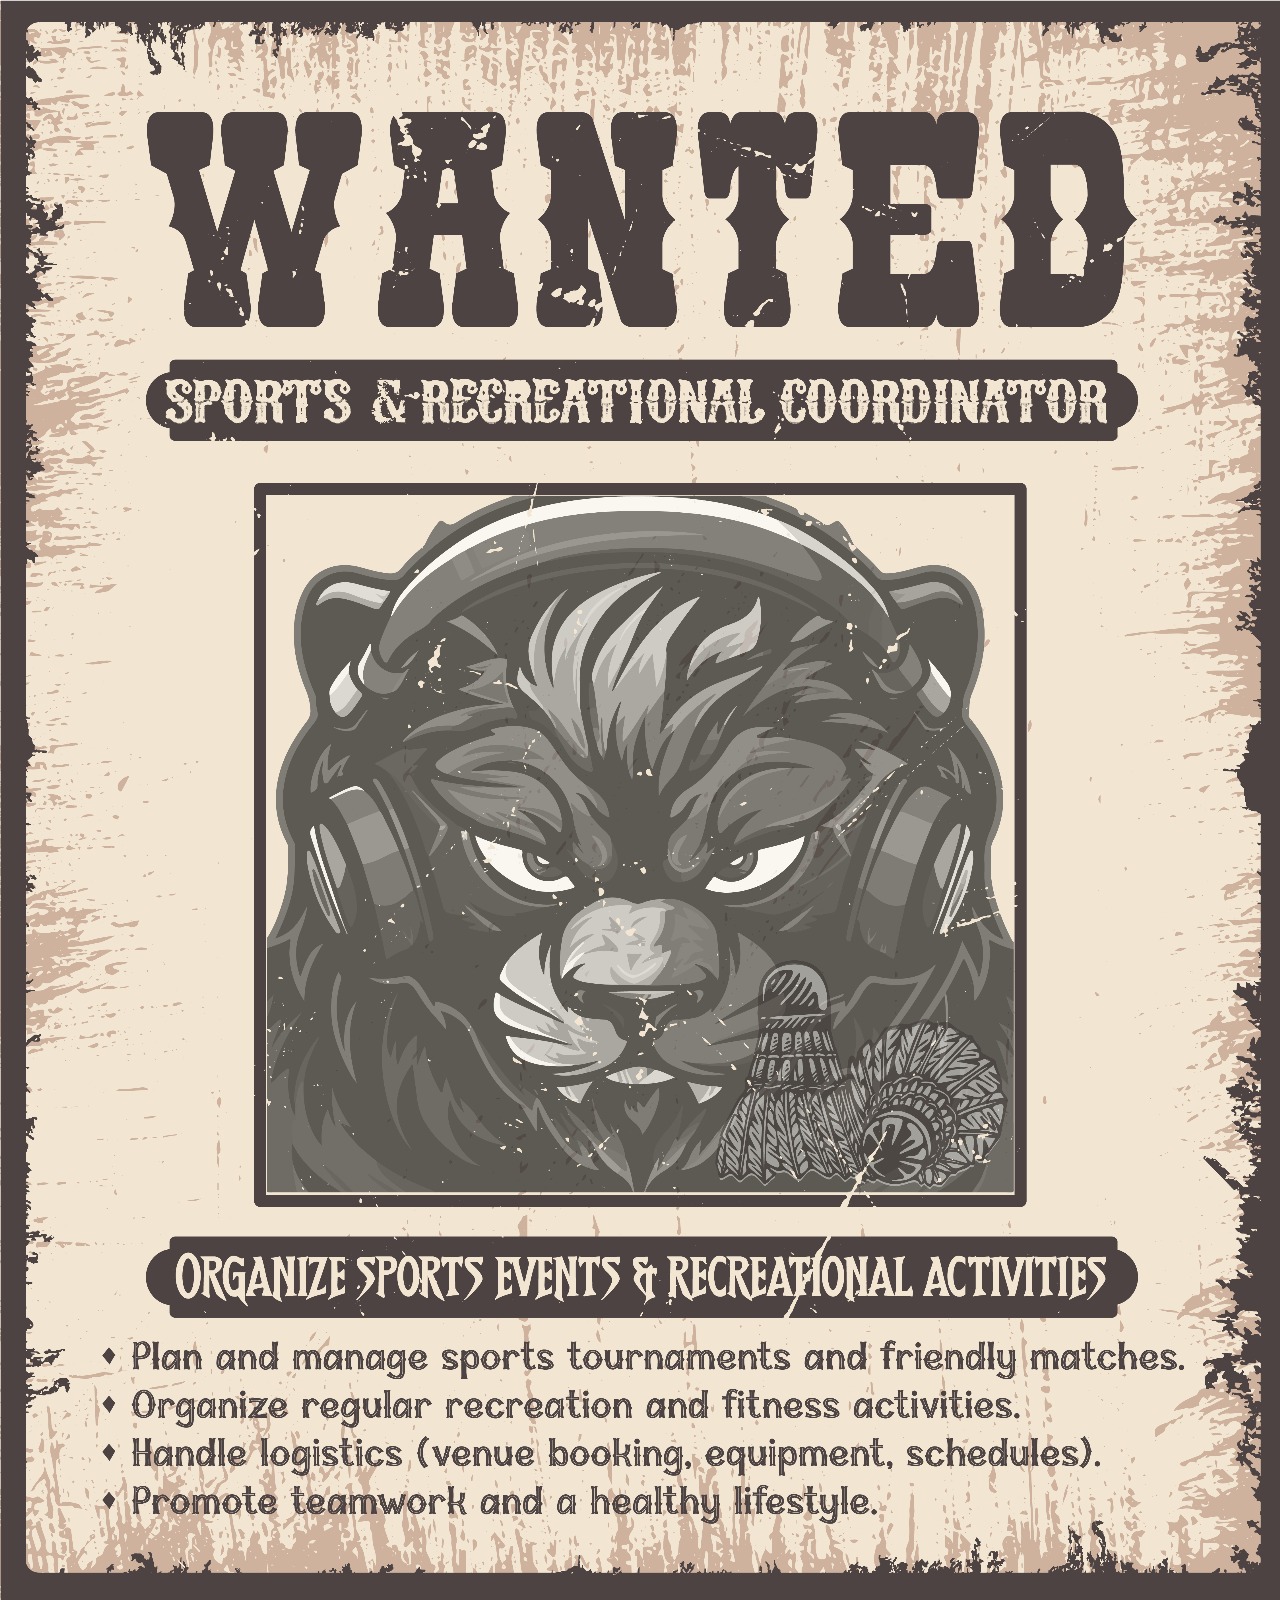 WANTED
SPORTS & RECREATIONAL COORDINATOR
ORGANIZE SPORTS EVENTS & RECREATIONAL ACTIVITIES
♦ Plan and manage sports tournaments and friendly matches.
♦ Organize regular recreation and fitness activities.
♦ Handle logistics (venue booking, equipment, schedules).
♦ Promote teamwork and a healthy lifestyle.